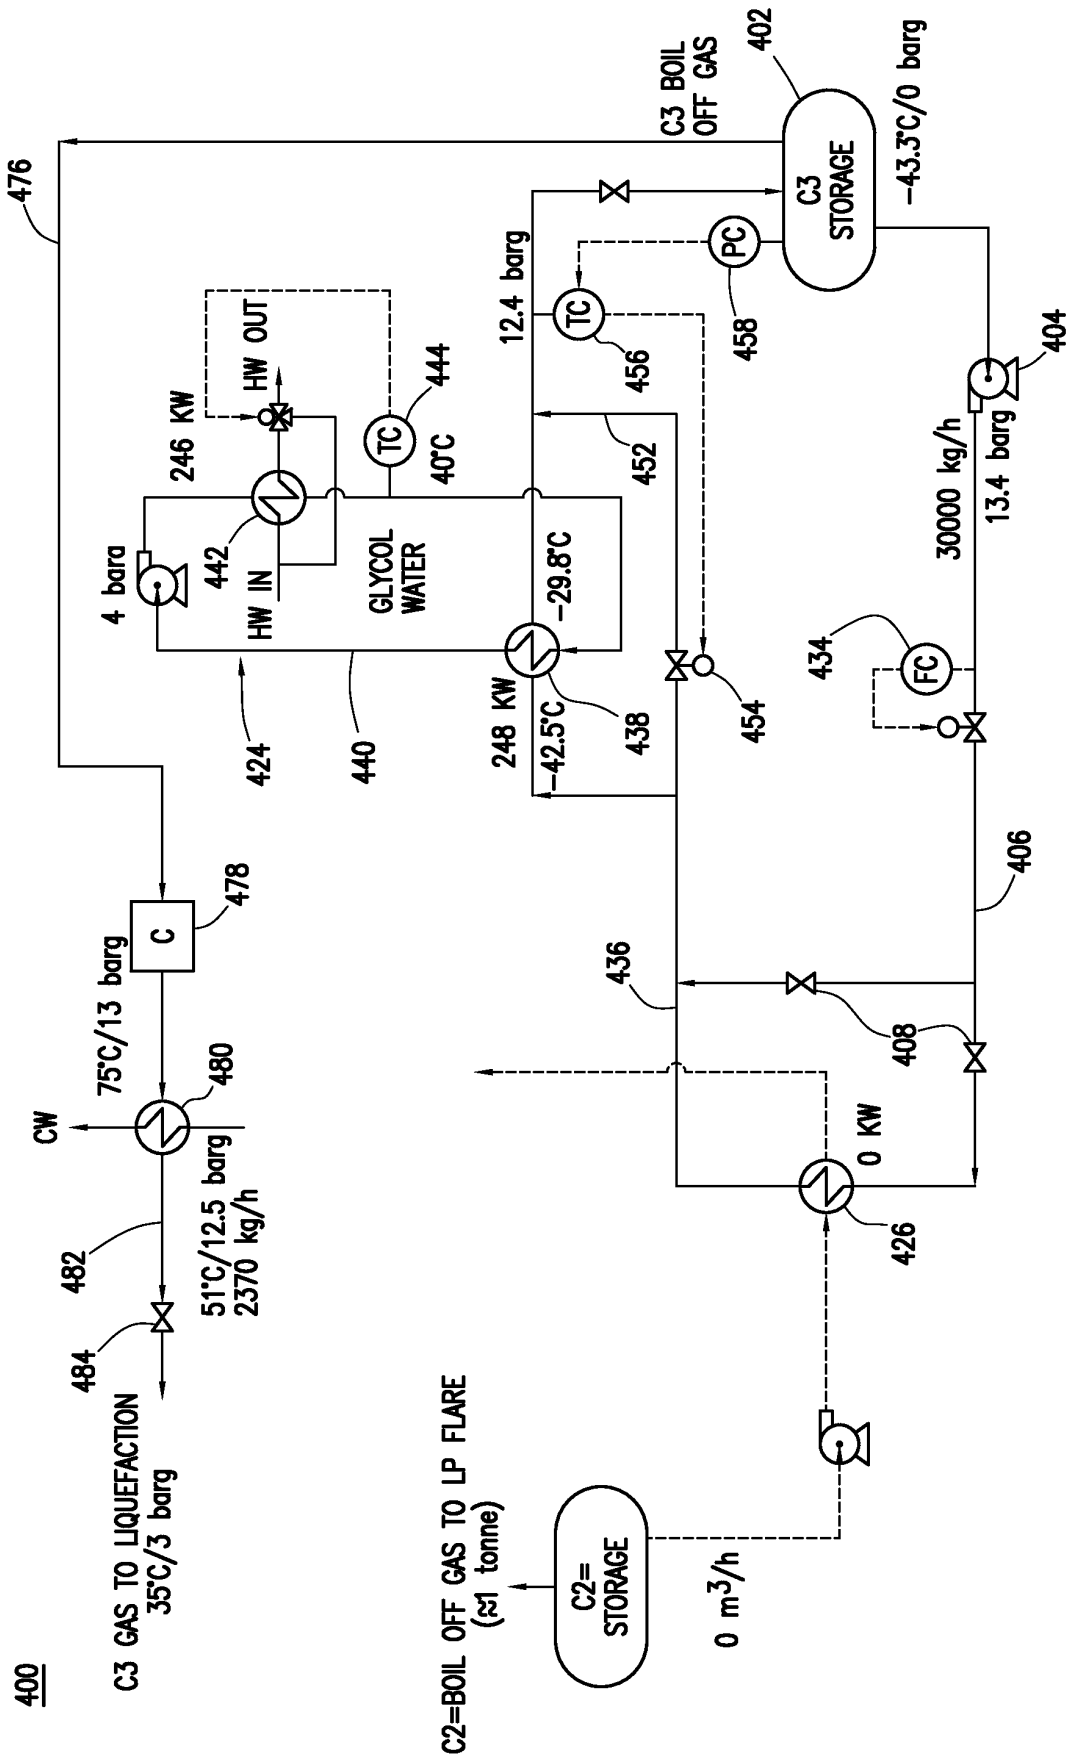 400
C3 GAS TO LIQUEFACTION
35°C/3 barg
484
482
CW
51°C/12.5 barg
2370 kg/h
480
75°C/13 barg
C
478
476
424
440
4 bara
442
246 KW
HW IN
HW OUT
TC
444
40°C
GLYCOL
WATER
248 KW
-42.5°C
438
-29.8°C
12.4 barg
452
454
TC
456
PC
458
C3 BOIL
OFF GAS
402
C3
STORAGE
-43.3°C/0 barg
404
30000 kg/h
13.4 barg
434
FC
406
436
408
0 KW
426
C2=BOIL OFF GAS TO LP FLARE
(≈1 tonne)
C2=
STORAGE
0 m3/h